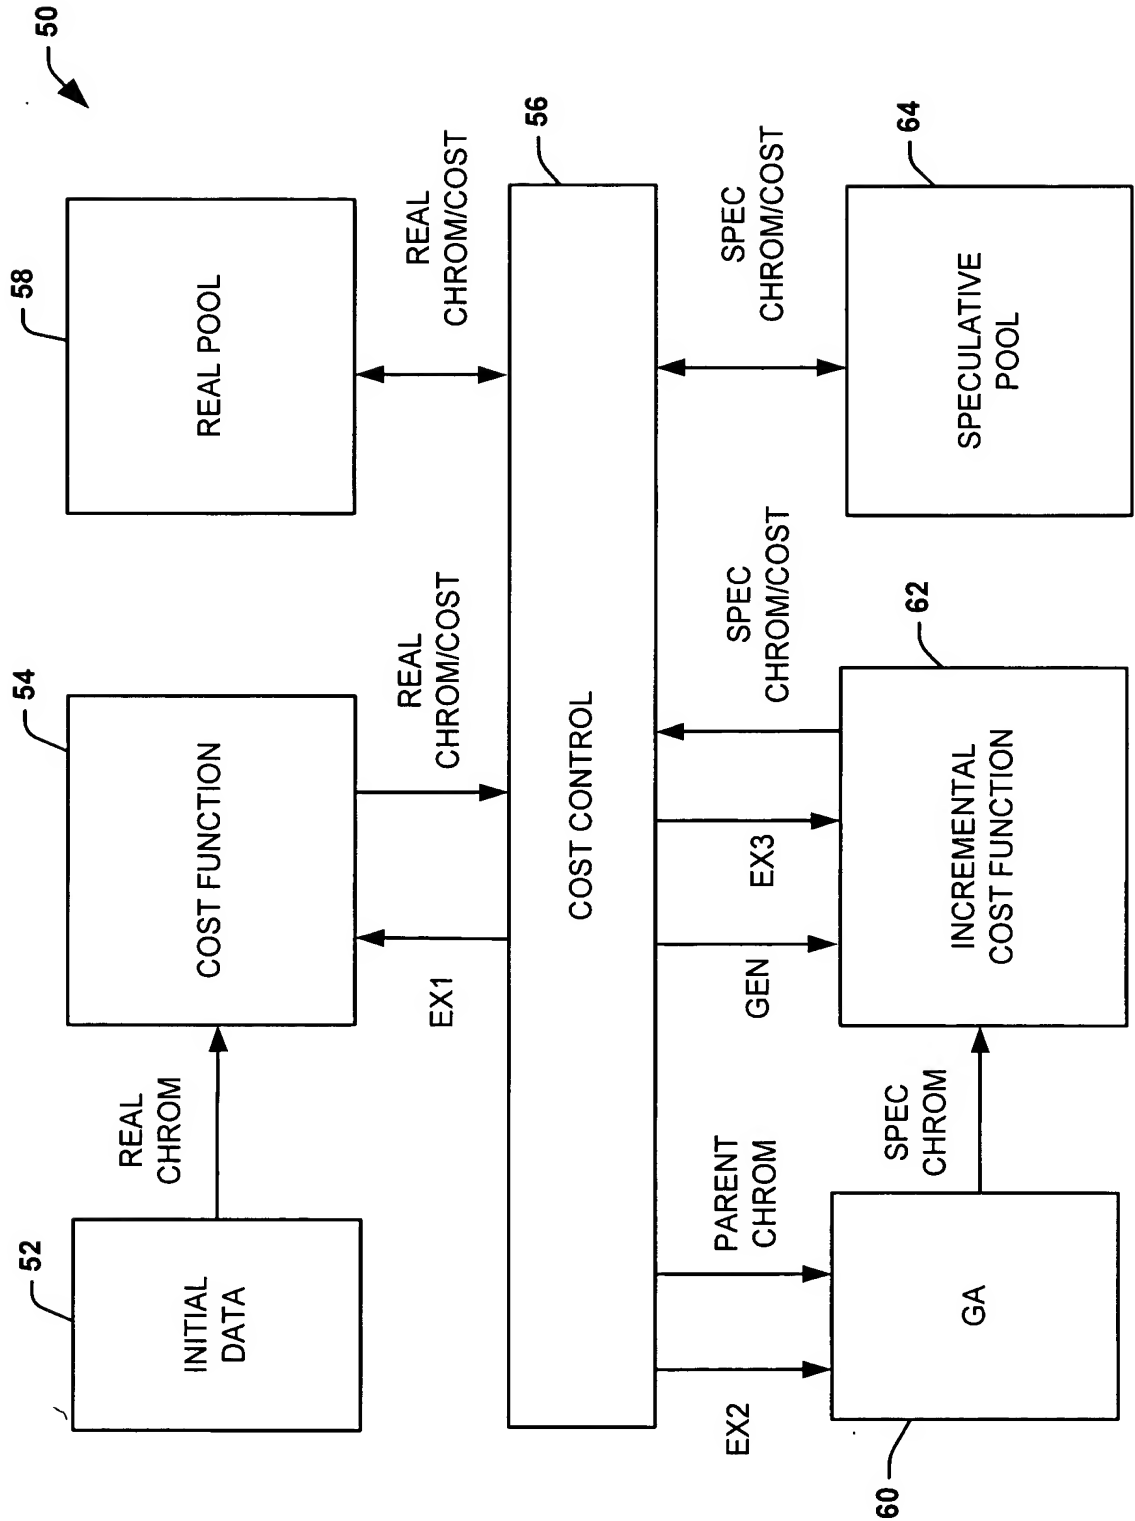 50
52
INITIAL
DATA
REAL
CHROM
54
COST FUNCTION
58
REAL POOL
EX1
REAL
CHROM/COST
REAL
CHROM/COST
56
COST CONTROL
EX2
PARENT
CHROM
GEN
EX3
SPEC
CHROM/COST
SPEC
CHROM/COST
60
GA
SPEC
CHROM
62
INCREMENTAL
COST FUNCTION
64
SPECULATIVE
POOL